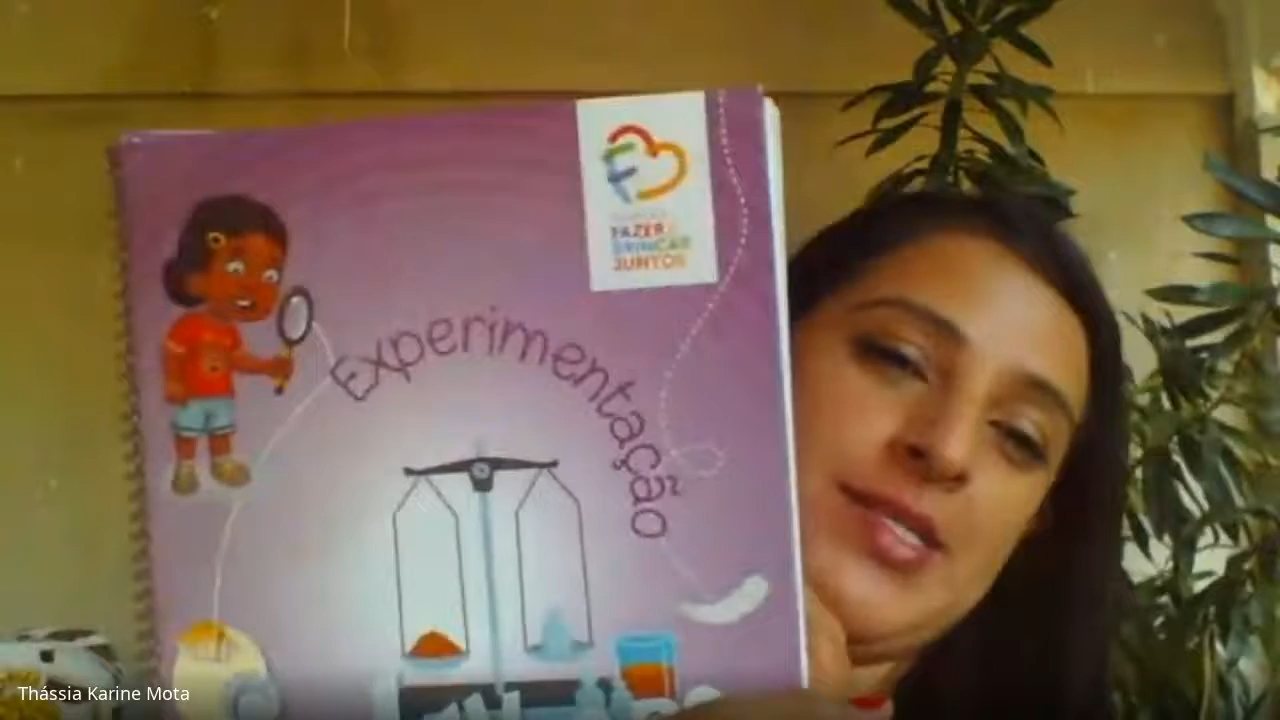 FAZER
BRINCAR
JUNTOS
Experimentação
Thássia Karine Mota